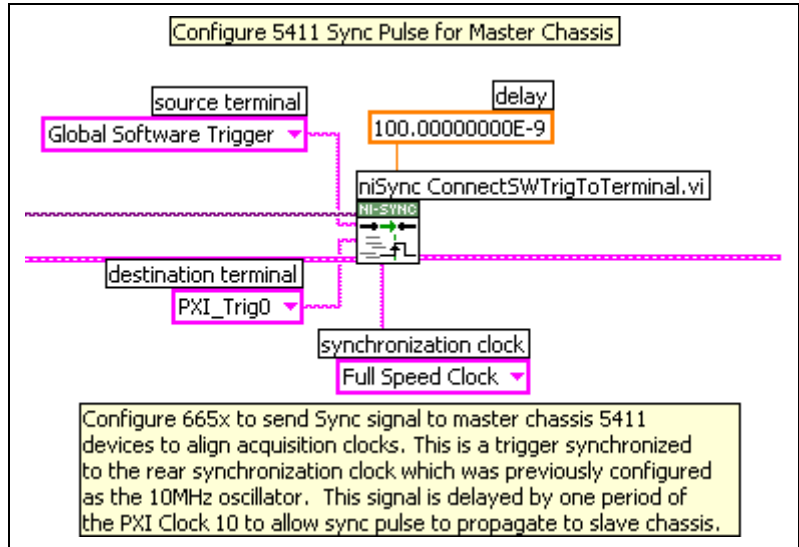 Configure 5411 Sync Pulse for Master Chassis
source terminal
Global Software Trigger
delay
100.00000000E-9
niSync ConnectSWTrigToTerminal.vi
NI-SYNC
destination terminal
PXI_Trig0
synchronization clock
Full Speed Clock
Configure 665x to send Sync signal to master chassis 5411
devices to align acquisition clocks. This is a trigger synchronized
to the rear synchronization clock which was previously configured
as the 10MHz oscillator.  This signal is delayed by one period of
the PXI Clock 10 to allow sync pulse to propagate to slave chassis.